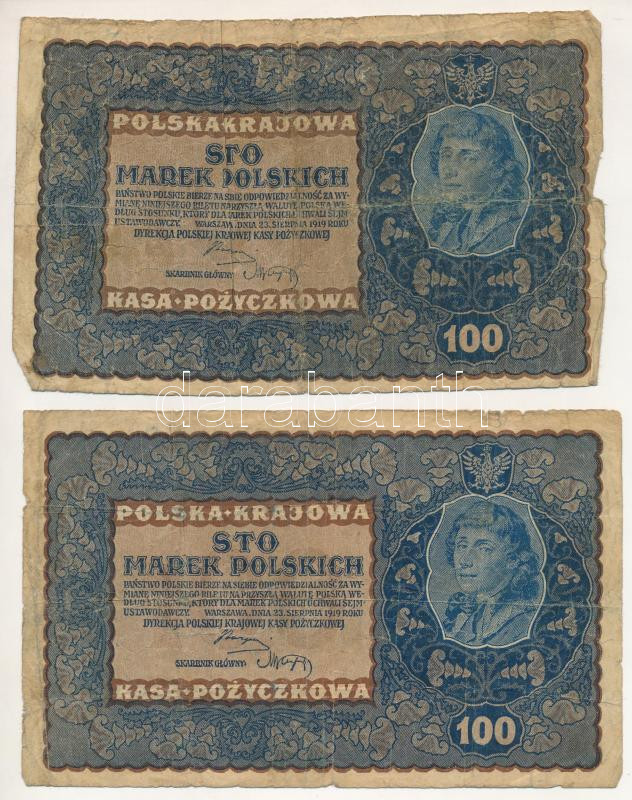 POLSKA KRAJOWA
STO
MAREK POLSKICH
PAŃSTWO POLSKIE BIERZE NA SIEBIE ODPOWIEDZIALNOŚĆ ZA WY-
MIANĘ NINIEJSZEGO BILETU NA PRZYSZŁĄ WALUTĘ POLSKĄ WE-
DŁUG STOSUNKU, KTÓRY DLA MAREK POLSKICH UCHWALI SEJM
USTAWODAWCZY. WARSZAWA, DNIA 23. SIERPNIA 1919 ROKU
DYREKCJA POLSKIEJ KRAJOWEJ KASY POŻYCZKOWEJ
SKARBNIK GŁÓWNY:
KASA·POŻYCZKOWA
100
darabanth
POLSKA·KRAJOWA
STO
MAREK POLSKICH
PAŃSTWO POLSKIE BIERZE NA SIEBIE ODPOWIEDZIALNOŚĆ ZA WY-
MIANĘ NINIEJSZEGO BILETU NA PRZYSZŁĄ WALUTĘ POLSKĄ WE-
DŁUG STOSUNKU, KTÓRY DLA MAREK POLSKICH UCHWALI SEJM-
USTAWODAWCZY. WARSZAWA, DNIA 23. SIERPNIA 1919 ROKU
DYREKCJA POLSKIEJ KRAJOWEJ KASY POŻYCZKOWEJ
SKARBNIK GŁÓWNY:
KASA·POŻYCZKOWA
100